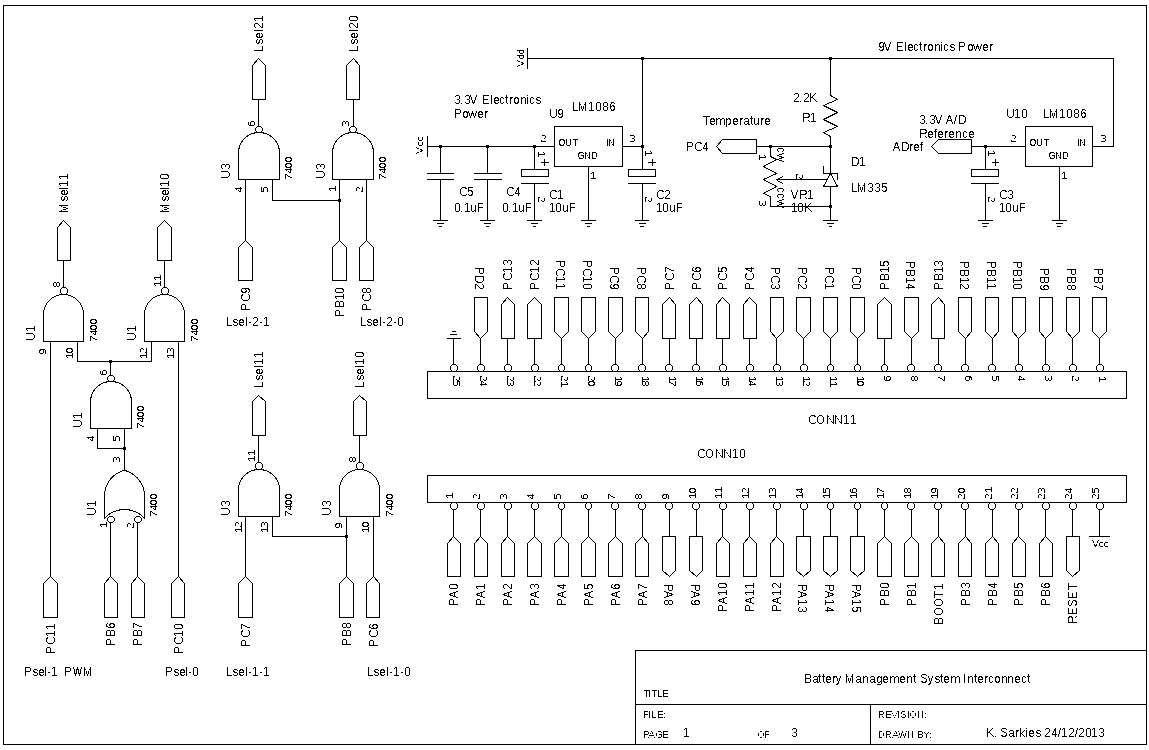 Lsel21
Lsel20
6
3
U3
7400
U3
7400
4
5
1
2
PC9
PB10
PC8
Lsel-2-1
Lsel-2-0
Msel11
Msel10
8
11
U1
7400
U1
7400
9
10
12
13
6
U1
7400
4
5
3
U1
7400
1
2
PC11
PB6
PB7
PC10
Psel-1 PWM
Psel-0
Lsel11
Lsel10
11
8
U3
7400
U3
7400
12
13
9
10
PC7
PB8
PC6
Lsel-1-1
Lsel-1-0
Vdd
9V Electronics Power
3.3V Electronics
Power
Vcc
U9
LM1086
2
OUT
IN
3
GND
1
C5
0.1uF
C4
0.1uF
1
+
2
C1
10uF
1
+
2
C2
10uF
Temperature
PC4
2.2K
R1
1
CW
2
CCW
3
VR1
10K
D1
LM335
3.3V A/D
Reference
ADref
U10
LM1086
2
OUT
IN
3
GND
1
1
+
2
C3
10uF
PD2
PC13
PC12
PC11
PC10
PC9
PC8
PC7
PC6
PC5
PC4
PC3
PC2
PC1
PC0
PB15
PB14
PB13
PB12
PB11
PB10
PB9
PB8
PB7
25
24
23
22
21
20
19
18
17
16
15
14
13
12
11
10
9
8
7
6
5
4
3
2
1
CONN11
CONN10
1
2
3
4
5
6
7
8
9
10
11
12
13
14
15
16
17
18
19
20
21
22
23
24
25
PA0
PA1
PA2
PA3
PA4
PA5
PA6
PA7
PA8
PA9
PA10
PA11
PA12
PA13
PA14
PA15
PB0
PB1
BOOT1
PB3
PB4
PB5
PB6
RESET
Vcc
Battery Management System Interconnect
TITLE
FILE:
REVISION:
PAGE 1 OF 3
DRAWN BY: K. Sarkies 24/12/2013